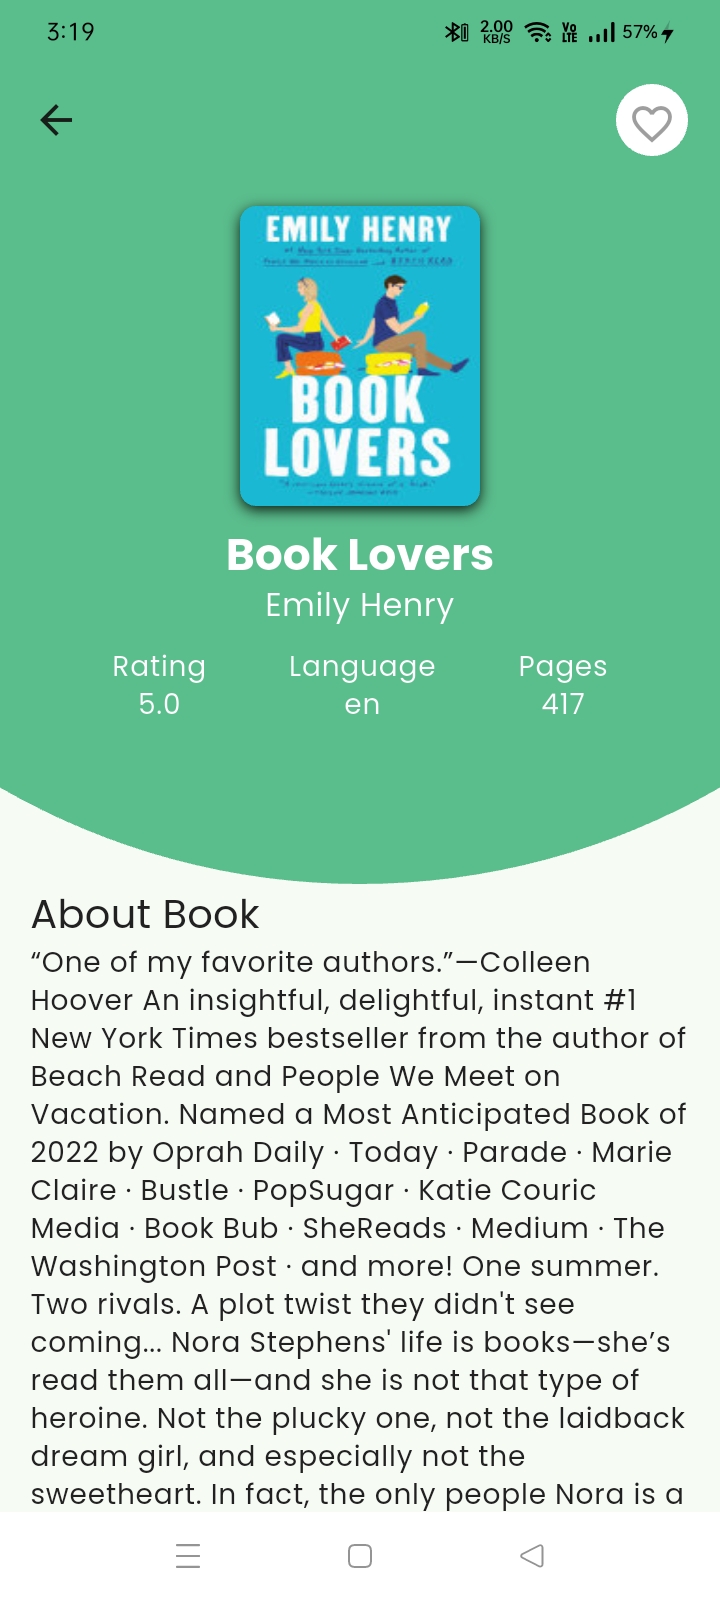 3:19
2.00
KB/S
Vo
LTE
57%
EMILY HENRY
BOOK
LOVERS
Book Lovers
Emily Henry
Rating Language Pages
5.0 en 417
About Book
“One of my favorite authors.”—Colleen
Hoover An insightful, delightful, instant #1
New York Times bestseller from the author of
Beach Read and People We Meet on
Vacation. Named a Most Anticipated Book of
2022 by Oprah Daily · Today · Parade · Marie
Claire · Bustle · PopSugar · Katie Couric
Media · Book Bub · SheReads · Medium · The
Washington Post · and more! One summer.
Two rivals. A plot twist they didn't see
coming... Nora Stephens' life is books—she’s
read them all—and she is not that type of
heroine. Not the plucky one, not the laidback
dream girl, and especially not the
sweetheart. In fact, the only people Nora is a